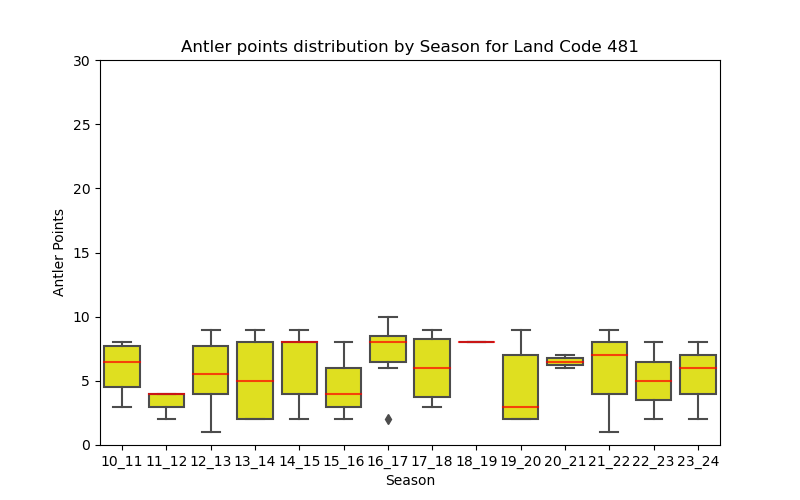 Antler points distribution by Season for Land Code 481
30
25
20
15
10
5
0
Antler Points
10_11 11_12 12_13 13_14 14_15 15_16 16_17 17_18 18_19 19_20 20_21 21_22 22_23 23_24
Season